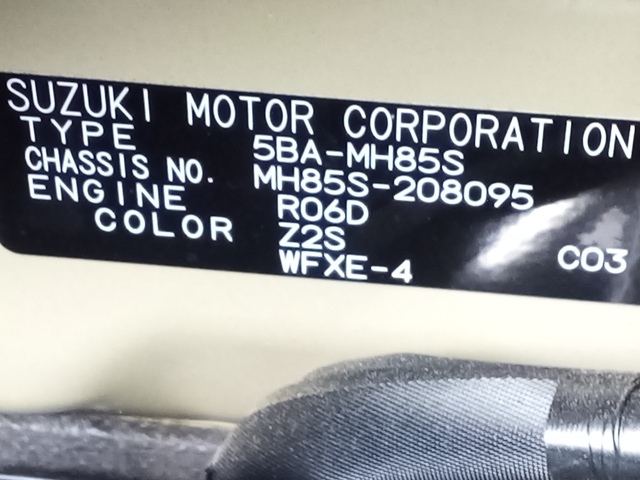 SUZUKI MOTOR CORPORATION
TYPE 5BA-MH85S
CHASSIS NO. MH85S-208095
ENGINE R06D
COLOR Z2S
WFXE-4 C03